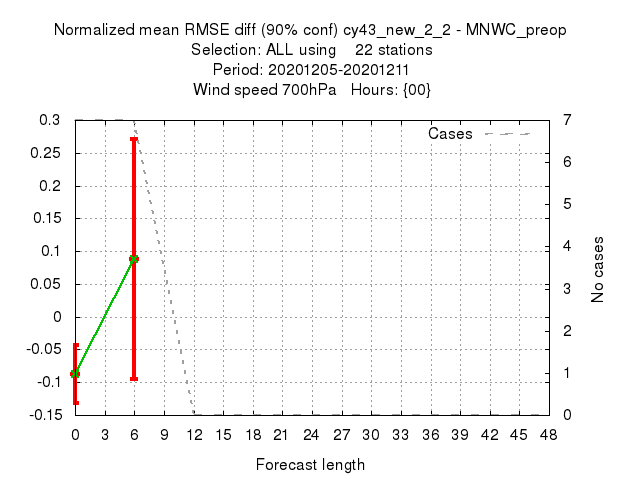 Normalized mean RMSE diff (90% conf) cy43_new_2_2 - MNWC_preop
Selection: ALL using 22 stations
Period: 20201205-20201211
Wind speed 700hPa Hours: {00}
Cases
0.3
0.25
0.2
0.15
0.1
0.05
0
-0.05
-0.1
-0.15
7
6
5
4
3
2
1
0
No cases
0 3 6 9 12 15 18 21 24 27 30 33 36 39 42 45 48
Forecast length